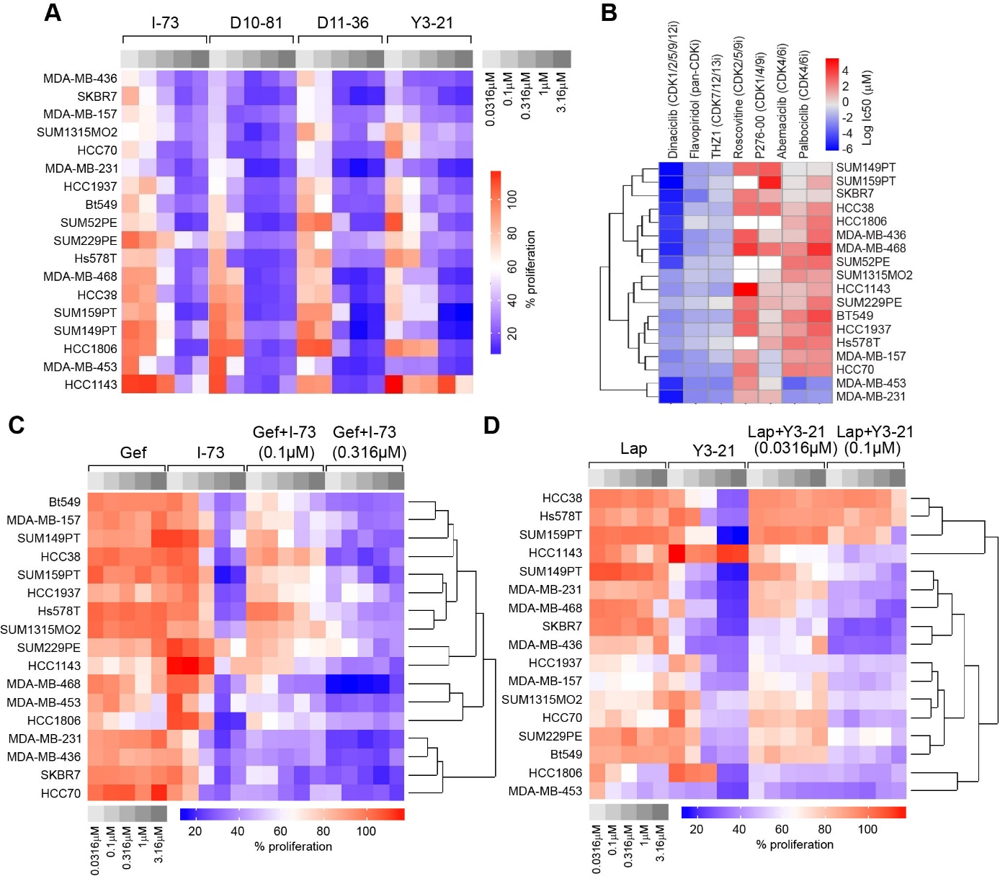 A
I-73
D10-81
D11-36
Y3-21
MDA-MB-436
SKBR7
MDA-MB-157
SUM1315MO2
HCC70
MDA-MB-231
HCC1937
Bt549
SUM52PE
SUM229PE
Hs578T
MDA-MB-468
HCC38
SUM159PT
SUM149PT
HCC1806
MDA-MB-453
HCC1143
0.0316μM
0.1μM
0.316μM
1μM
3.16μM
100
80
60
40
20
% proliferation
B
Dinaciclib (CDK1/2/5/9/12i)
Flavopiridol (pan-CDKi)
THZ1 (CDK7/12/13i)
Roscovitine (CDK2/5/9i)
P276-00 (CDK1/4/9i)
Abemaciclib (CDK4/6i)
Palbociclib (CDK4/6i)
4
2
0
-2
-4
-6
Log Ic50 (μM)
SUM149PT
SUM159PT
SKBR7
HCC38
HCC1806
MDA-MB-436
MDA-MB-468
SUM52PE
SUM1315MO2
HCC1143
SUM229PE
BT549
HCC1937
Hs578T
MDA-MB-157
HCC70
MDA-MB-453
MDA-MB-231
C
Gef
I-73
Gef+I-73
(0.1μM)
Gef+I-73
(0.316μM)
Bt549
MDA-MB-157
SUM149PT
HCC38
SUM159PT
HCC1937
Hs578T
SUM1315MO2
SUM229PE
HCC1143
MDA-MB-468
MDA-MB-453
HCC1806
MDA-MB-231
MDA-MB-436
SKBR7
HCC70
0.0316μM
0.1μM
0.316μM
1μM
3.16μM
20
40
60
80
100
% proliferation
D
Lap
Y3-21
Lap+Y3-21
(0.0316μM)
Lap+Y3-21
(0.1μM)
HCC38
Hs578T
SUM159PT
HCC1143
SUM149PT
MDA-MB-231
MDA-MB-468
SKBR7
MDA-MB-436
HCC1937
MDA-MB-157
SUM1315MO2
HCC70
SUM229PE
Bt549
HCC1806
MDA-MB-453
0.0316μM
0.1μM
0.316μM
1μM
3.16μM
20
40
60
80
100
% proliferation